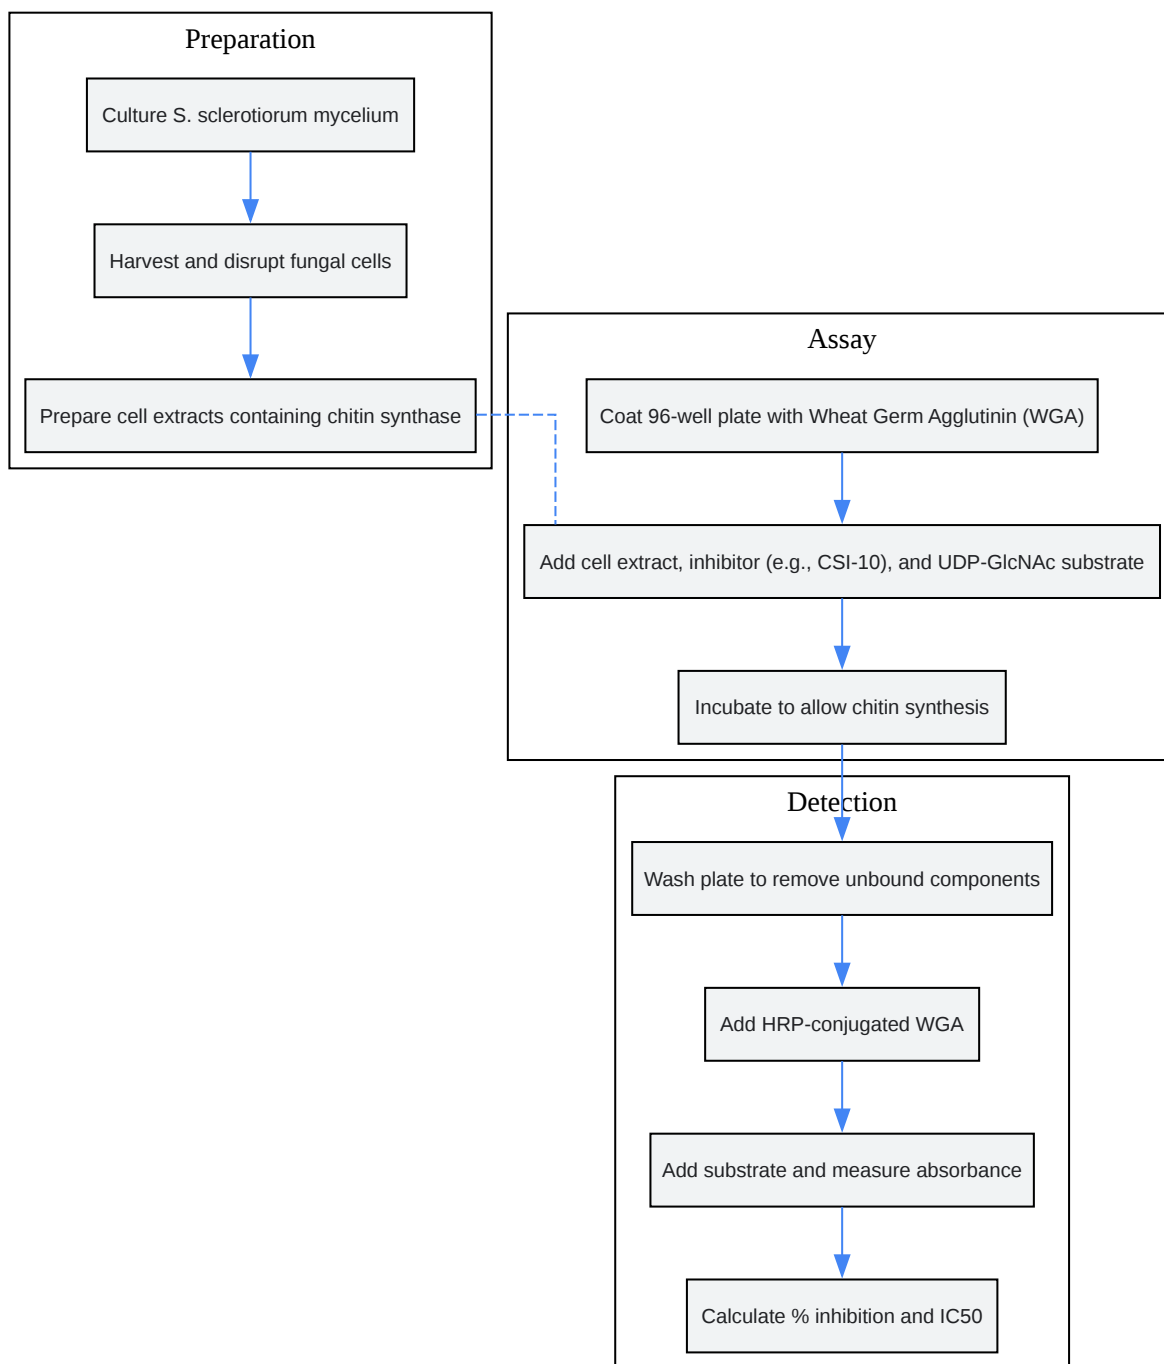 Preparation
Culture S. sclerotiorum mycelium
Harvest and disrupt fungal cells
Prepare cell extracts containing chitin synthase
Assay
Coat 96-well plate with Wheat Germ Agglutinin (WGA)
Add cell extract, inhibitor (e.g., CSI-10), and UDP-GlcNAc substrate
Incubate to allow chitin synthesis
Detection
Wash plate to remove unbound components
Add HRP-conjugated WGA
Add substrate and measure absorbance
Calculate % inhibition and IC50